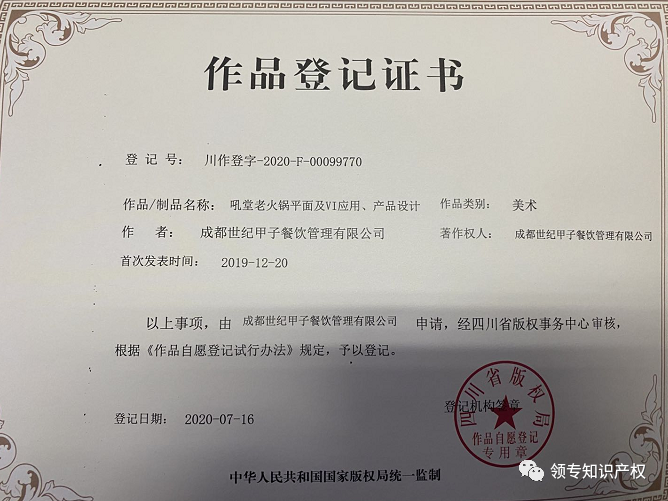 作品登记证书
登 记 号： 川作登字-2020-F-00099770
作品/制品名称： 吼堂老火锅平面及VI应用、产品设计 作品类别： 美术
作 者： 成都世纪甲子餐饮管理有限公司 著作权人： 成都世纪甲子餐饮管理有限公司
首次发表时间： 2019-12-20
以上事项，由 成都世纪甲子餐饮管理有限公司 申请，经四川省版权事务中心审核，
根据《作品自愿登记试行办法》规定，予以登记。
登记日期： 2020-07-16
登记机构签章
四川省版权局
作品自愿登记
专用章
中华人民共和国国家版权局统一监制
领专知识产权